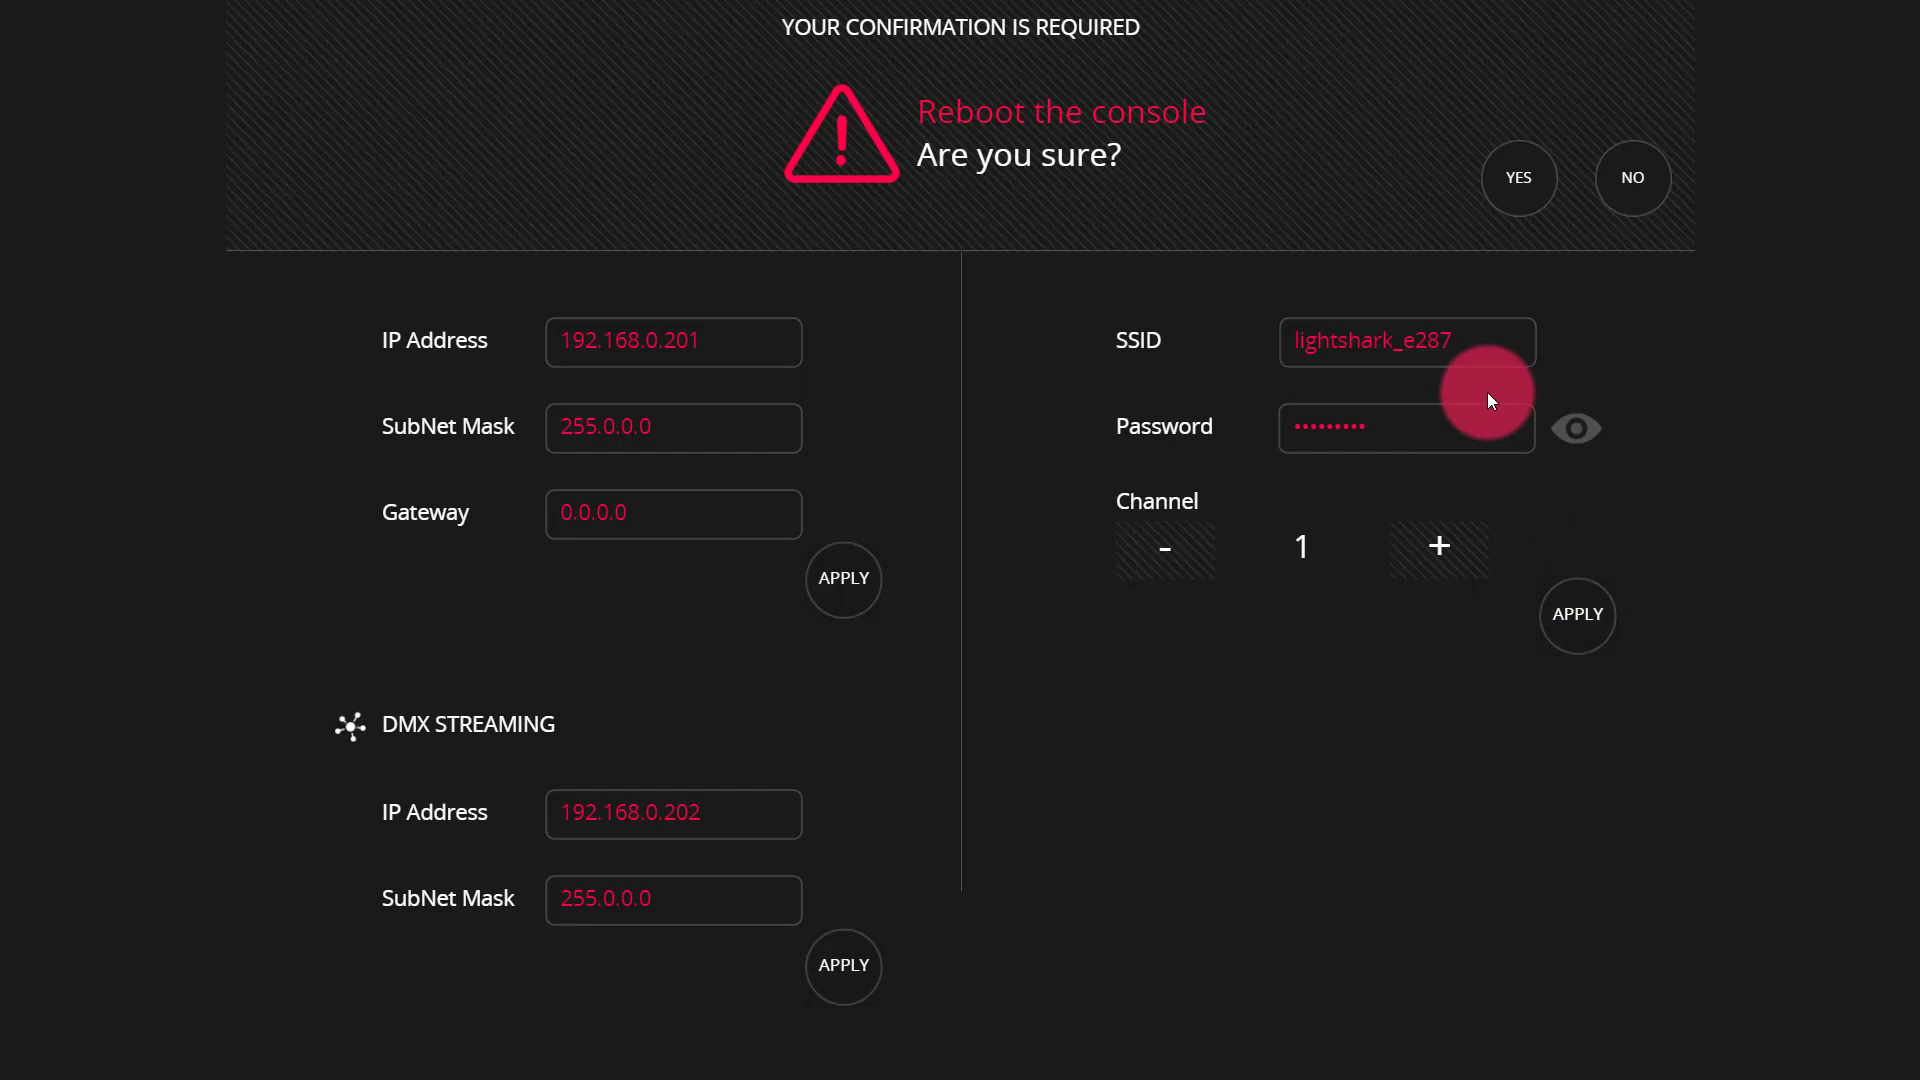 YOUR CONFIRMATION IS REQUIRED
Reboot the console
Are you sure?
YES
NO
IP Address
192.168.0.201
SubNet Mask
255.0.0.0
Gateway
0.0.0.0
APPLY
SSID
lightshark_e287
Password
•••••••••
Channel
-
1
+
APPLY
DMX STREAMING
IP Address
192.168.0.202
SubNet Mask
255.0.0.0
APPLY